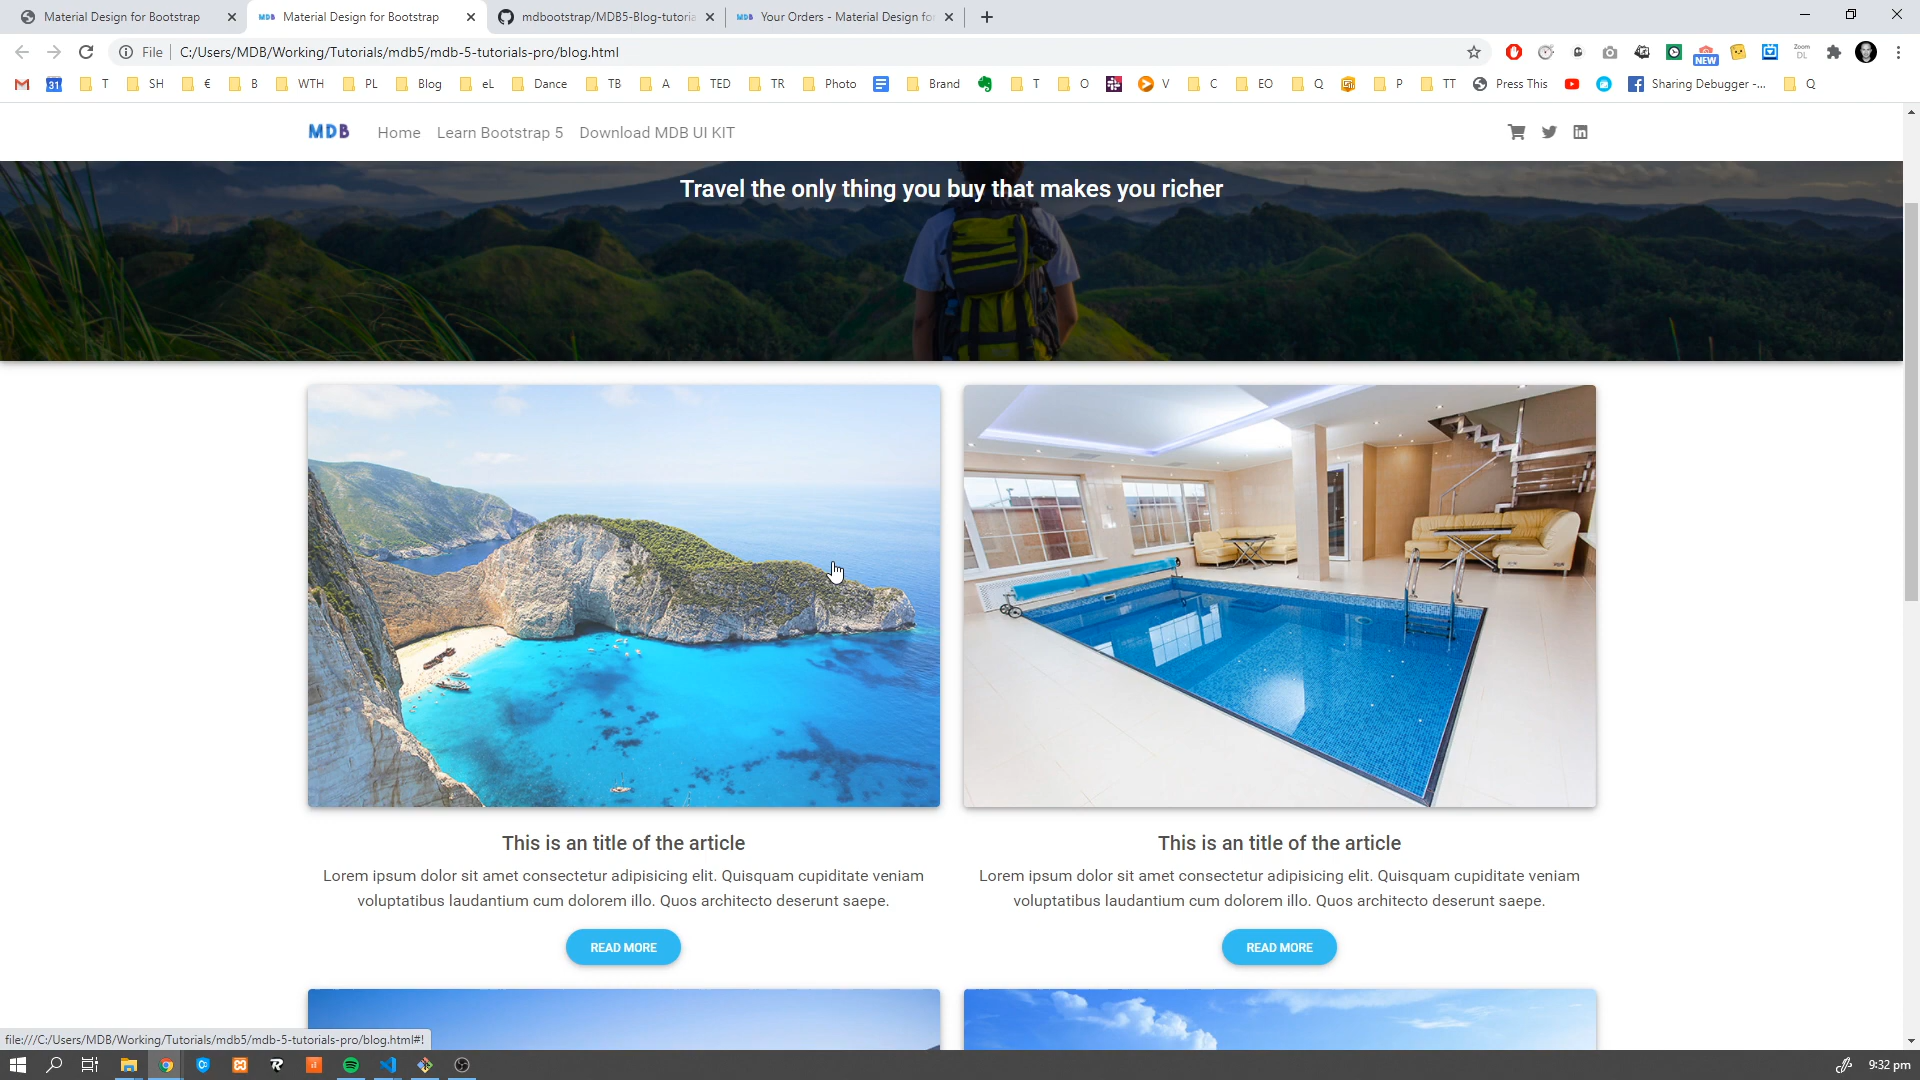 Material Design for Bootstrap
Material Design for Bootstrap
mdbootstrap/MDB5-Blog-tutoria
Your Orders - Material Design fo
File
C:/Users/MDB/Working/Tutorials/mdb5/mdb-5-tutorials-pro/blog.html
Zoom
DL
NEW
31
T
SH
€
B
WTH
PL
Blog
eL
Dance
TB
A
TED
TR
Photo
Brand
T
O
V
C
EO
Q
P
TT
Press This
Sharing Debugger -...
Q
MDB
Home
Learn Bootstrap 5
Download MDB UI KIT
Travel the only thing you buy that makes you richer
This is an title of the article
Lorem ipsum dolor sit amet consectetur adipisicing elit. Quisquam cupiditate veniam
voluptatibus laudantium cum dolorem illo. Quos architecto deserunt saepe.
READ MORE
This is an title of the article
Lorem ipsum dolor sit amet consectetur adipisicing elit. Quisquam cupiditate veniam
voluptatibus laudantium cum dolorem illo. Quos architecto deserunt saepe.
READ MORE
file:///C:/Users/MDB/Working/Tutorials/mdb5/mdb-5-tutorials-pro/blog.html#!
9:32 pm